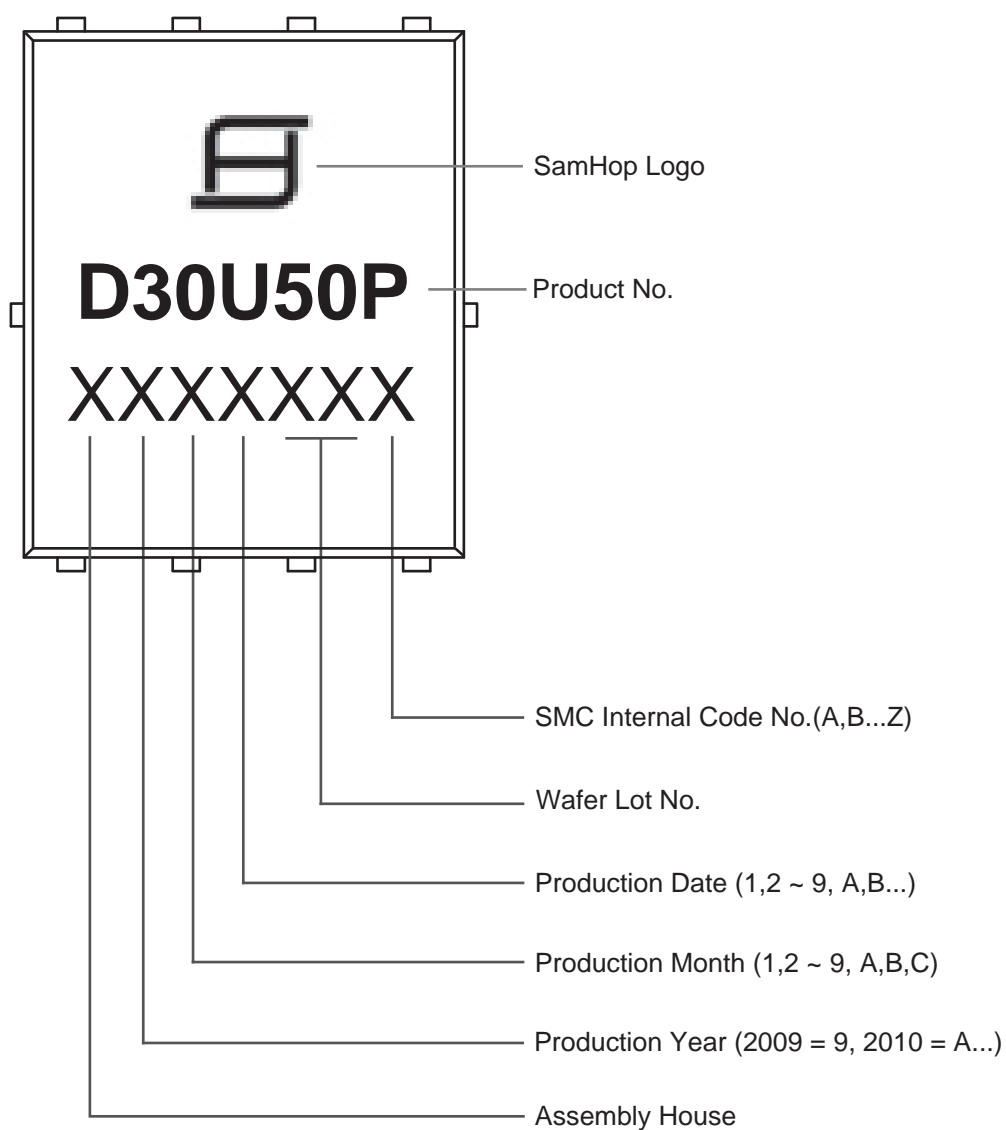 SamHop Logo
D30U50P
Product No.
XXXXXXX
SMC Internal Code No.(A,B...Z)
Wafer Lot No.
Production Date (1,2 ~ 9, A,B...)
Production Month (1,2 ~ 9, A,B,C)
Production Year (2009 = 9, 2010 = A...)
Assembly House